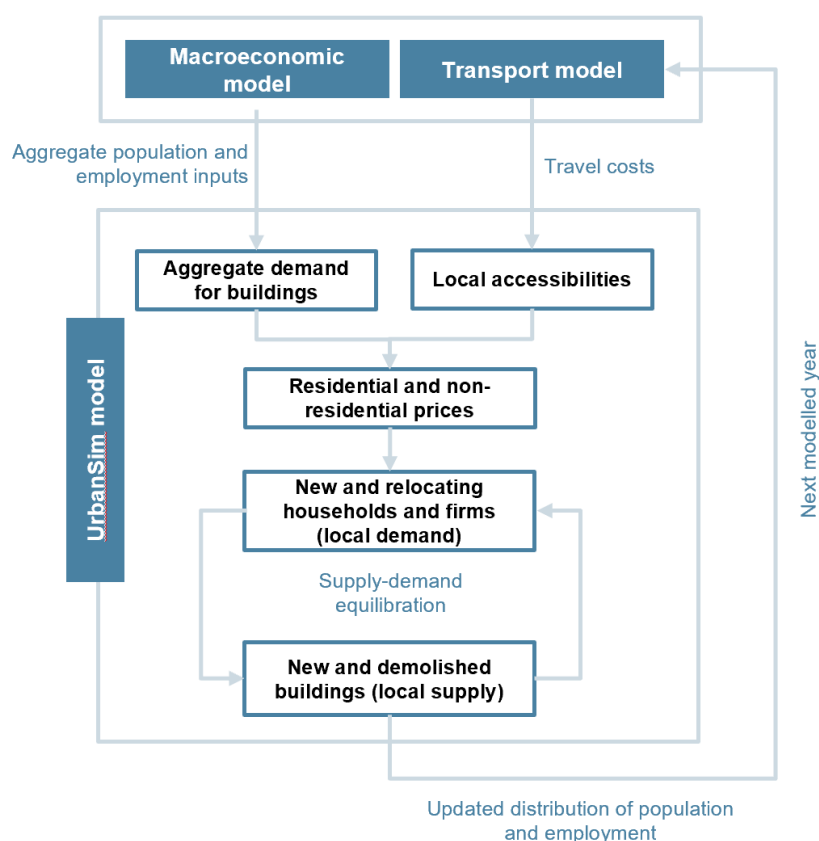 Macroeconomic
model
Transport model
Aggregate population and
employment inputs
Travel costs
Aggregate demand
for buildings
Local accessibilities
UrbanSim model
Residential and non-
residential prices
New and relocating
households and firms
(local demand)
Supply-demand
equilibration
New and demolished
buildings (local supply)
Next modelled year
Updated distribution of population
and employment